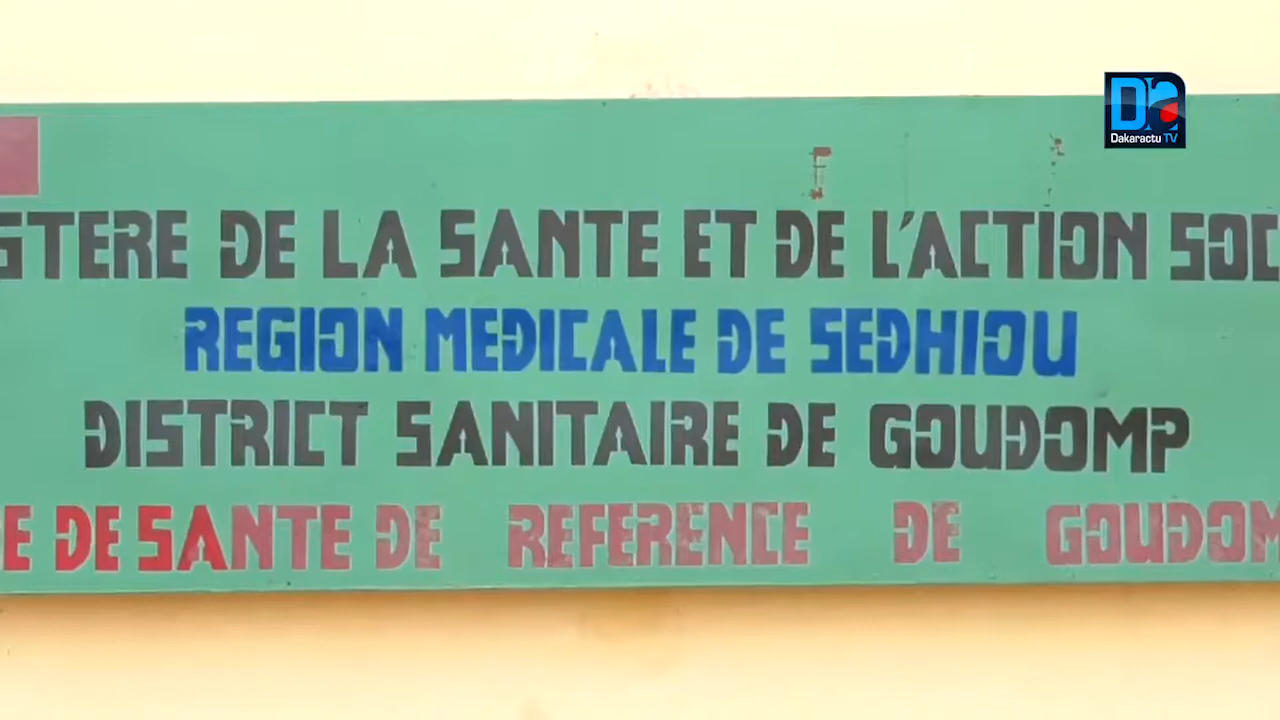 Dakaractu TV
STERE DE LA SANTE ET DE L'ACTION SOC
REGION MEDICALE DE SEDHIOU
DISTRICT SANITAIRE DE GOUDOMP
E DE SANTE DE REFERENCE DE GOUDOM